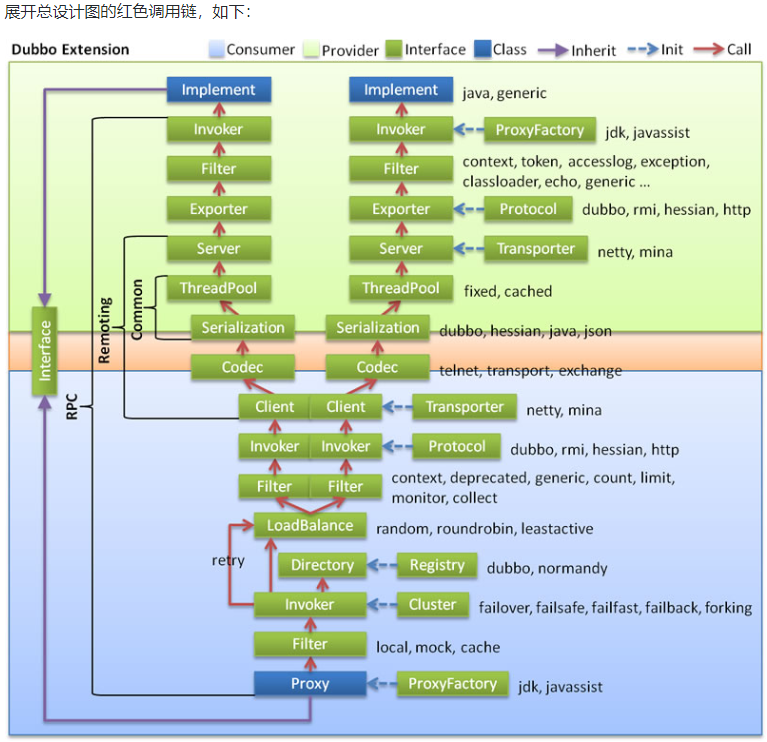 展开总设计图的红色调用链，如下：
Dubbo Extension Consumer Provider Interface Class Inherit Init Call
Implement Implement java, generic
Invoker Invoker ProxyFactory jdk, javassist
Filter Filter context, token, accesslog, exception,
classloader, echo, generic ...
Exporter Exporter Protocol dubbo, rmi, hessian, http
Server Server Transporter netty, mina
ThreadPool ThreadPool fixed, cached
Serialization Serialization dubbo, hessian, java, json
Codec Codec telnet, transport, exchange
Interface
RPC
Remoting
Common
Client Client Transporter netty, mina
Invoker Invoker Protocol dubbo, rmi, hessian, http
Filter Filter context, deprecated, generic, count, limit,
monitor, collect
LoadBalance random, roundrobin, leastactive
retry
Directory Registry dubbo, normandy
Invoker Cluster failover, failsafe, failfast, failback, forking
Filter local, mock, cache
Proxy ProxyFactory jdk, javassist